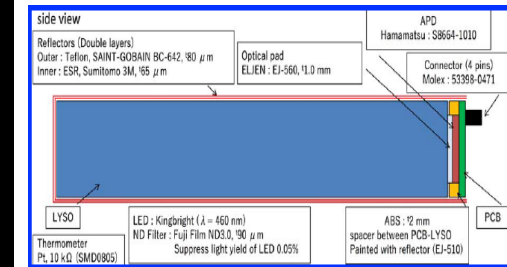 side view
Reflectors (Double layers)
Outer : Teflon, SAINT-GOBAIN BC-642, t80 μm
Inner : ESR, Sumitomo 3M, t65 μm
Optical pad
ELJEN : EJ-560, t1.0 mm
APD
Hamamatsu : S8664-1010
Connector (4 pins)
Molex : 53398-0471
LYSO
Thermometer
Pt, 10 kΩ (SMD0805)
LED : Kingbright (λ = 460 nm)
ND Filter : Fuji Film ND3.0, t90 μm
Suppress light yield of LED 0.05%
ABS : t2 mm
spacer between PCB-LYSO
Painted with reflector (EJ-510)
PCB